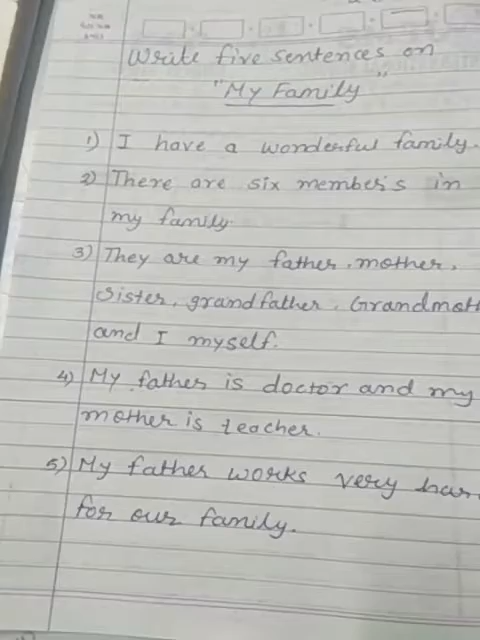 Write five sentences on
"My Family"
1) I have a wonderful family.
2) There are six member's in
my family.
3) They are my father, mother,
sister, grandfather, Grandmoth
and I myself.
4) My father is doctor and my
mother is teacher.
5) My father works very har
for our family.